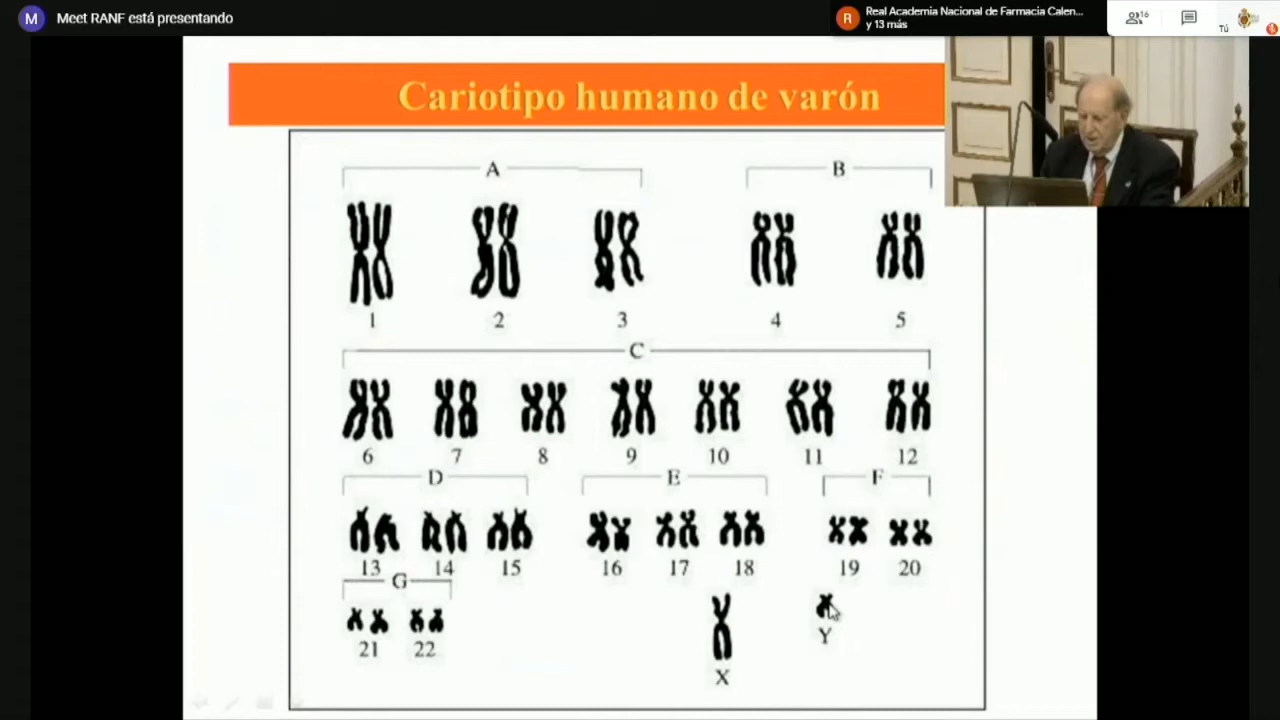 M Meet RANF está presentando
R Real Academia Nacional de Farmacia Calen...
y 13 más
16
Tú
Cariotipo humano de varón
A B
1 2 3 4 5
C
6 7 8 9 10 11 12
D E F
13 14 15 16 17 18 19 20
G
21 22 X Y